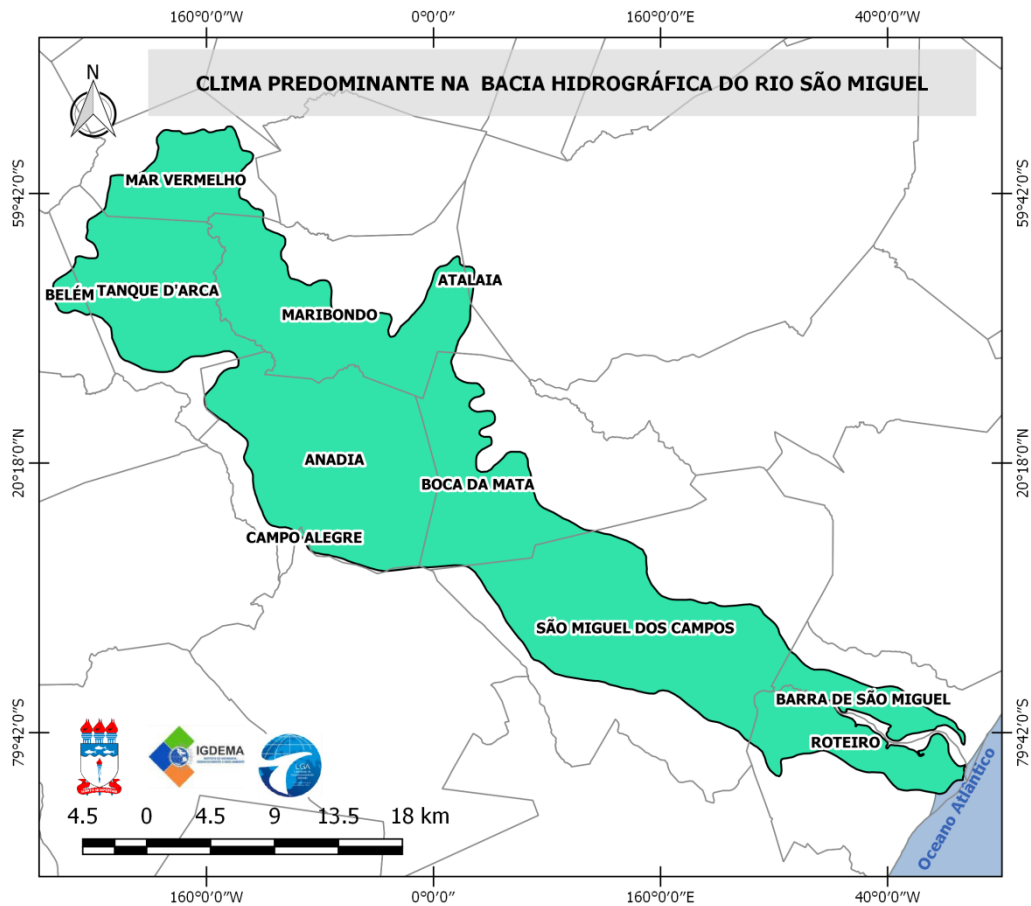 160°0'0"W 0°0'0" 160°0'0"E 40°0'0"W
N
CLIMA PREDOMINANTE NA BACIA HIDROGRÁFICA DO RIO SÃO MIGUEL
59°42'0"S
59°42'0"S
MAR VERMELHO
ATALAIA
BELÉM
TANQUE D'ARCA
MARIBONDO
20°18'0"N
20°18'0"N
ANADIA
BOCA DA MATA
CAMPO ALEGRE
SÃO MIGUEL DOS CAMPOS
BARRA DE SÃO MIGUEL
ROTEIRO
79°42'0"S
79°42'0"S
Oceano Atlântico
IGDEMA
LGA
4.5 0 4.5 9 13.5 18 km
160°0'0"W 0°0'0" 160°0'0"E 40°0'0"W